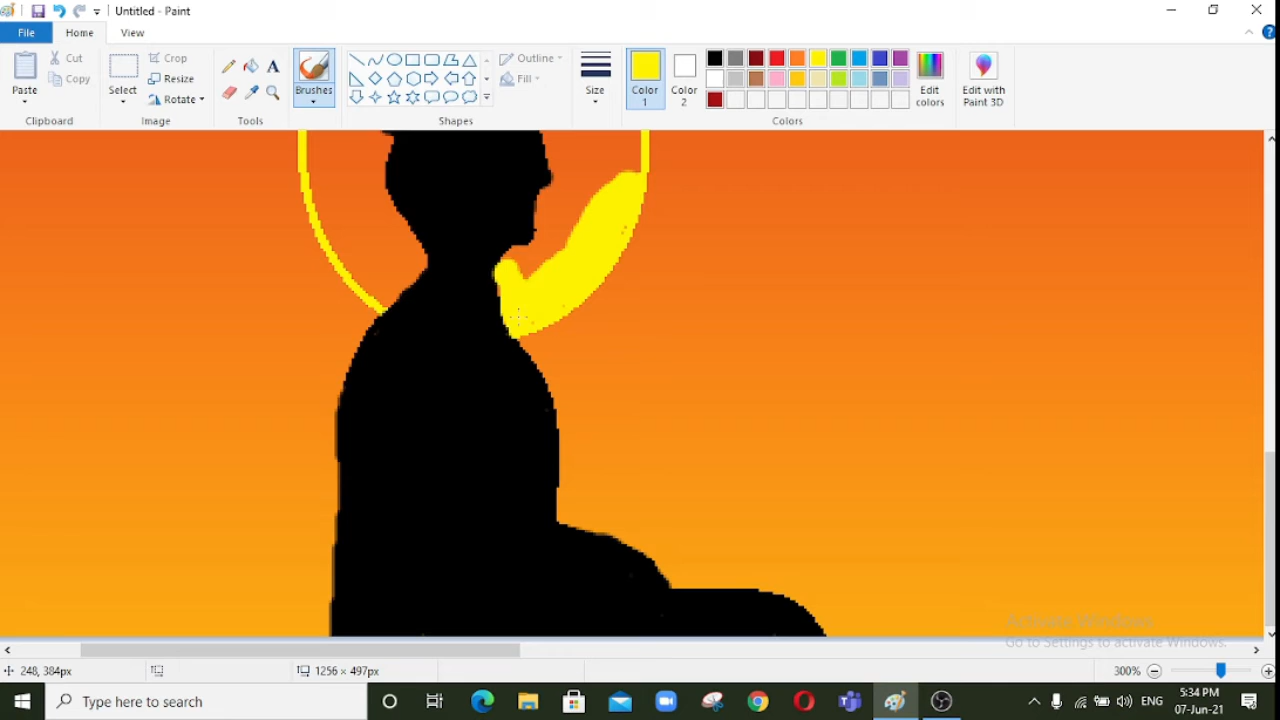 Untitled - Paint
File
Home
View
Paste
Cut
Copy
Clipboard
Select
Crop
Resize
Rotate
Image
A
Tools
Brushes
Outline
Fill
Shapes
Size
Color 1
Color 2
Edit colors
Edit with Paint 3D
Colors
Activate Windows
Go to Settings to activate Windows.
248, 384px
1256 × 497px
300%
Type here to search
ENG
5:34 PM
07-Jun-21